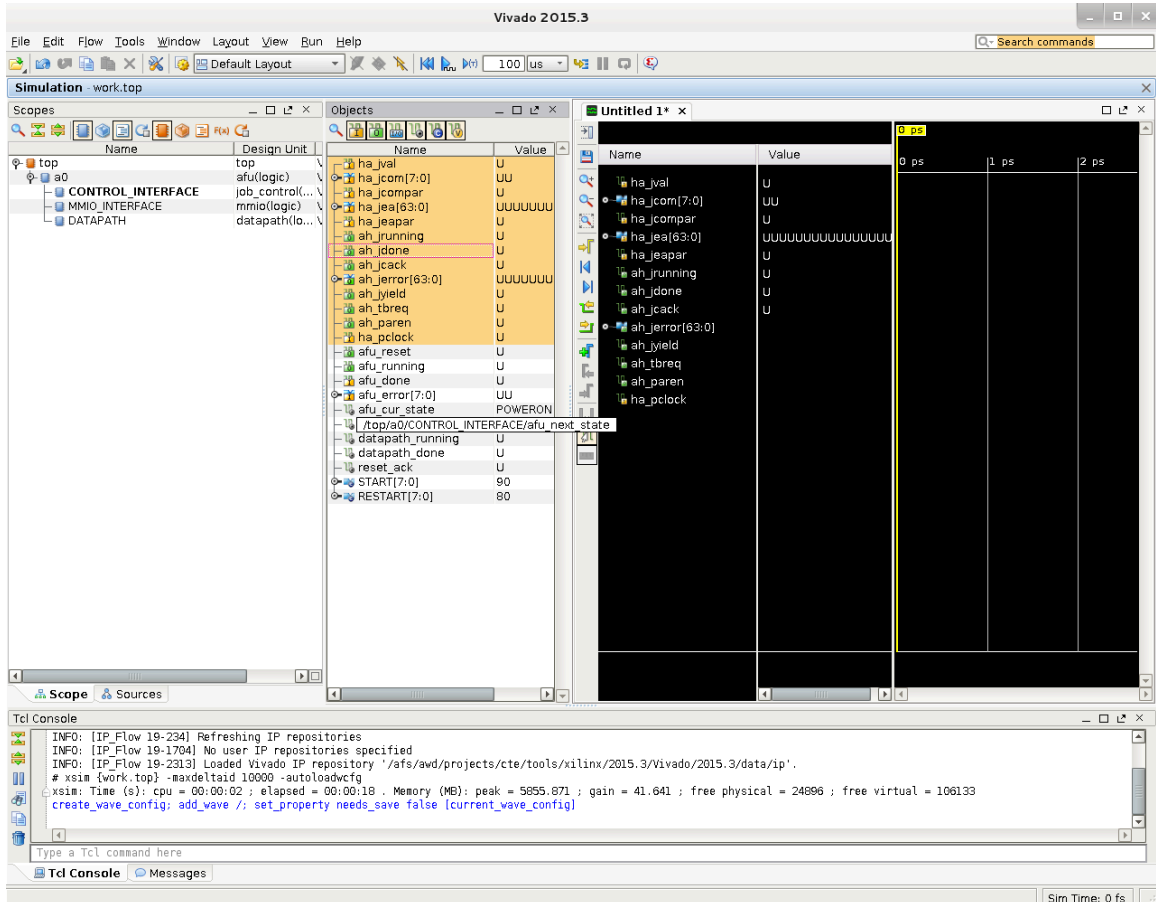 Vivado 2015.3
File Edit Flow Tools Window Layout View Run Help
Search commands
Default Layout
100 us
Simulation - work.top
Scopes
Name Design Unit
top top
a0 afu(logic)
CONTROL_INTERFACE job_control(...
MMIO_INTERFACE mmio(logic)
DATAPATH datapath(lo...
Scope Sources
Objects
Name Value
ha_jval U
ha_jcom[7:0] UU
ha_jcompar U
ha_jea[63:0] UUUUUUU
ha_jeapar U
ah_jrunning U
ah_jdone U
ah_jcack U
ah_jerror[63:0] UUUUUUU
ah_jyield U
ah_tbreq U
ah_paren U
ha_pclock U
afu_reset U
afu_running U
afu_done U
afu_error[7:0] UU
afu_cur_state POWERON
/top/a0/CONTROL_INTERFACE/afu_next_state
datapath_running U
datapath_done U
reset_ack U
START[7:0] 90
RESTART[7:0] 80
Untitled 1*
0 ps
Name Value 0 ps 1 ps 2 ps
ha_jval U
ha_jcom[7:0] UU
ha_jcompar U
ha_jea[63:0] UUUUUUUUUUUUUUUU
ha_jeapar U
ah_jrunning U
ah_jdone U
ah_jcack U
ah_jerror[63:0]
ah_jyield
ah_tbreq
ah_paren
ha_pclock
Tcl Console
INFO: [IP_Flow 19-234] Refreshing IP repositories
INFO: [IP_Flow 19-1704] No user IP repositories specified
INFO: [IP_Flow 19-2313] Loaded Vivado IP repository '/afs/awd/projects/cte/tools/xilinx/2015.3/Vivado/2015.3/data/ip'.
# xsim {work.top} -maxdeltaid 10000 -autoloadwcfg
xsim: Time (s): cpu = 00:00:02 ; elapsed = 00:00:18 . Memory (MB): peak = 5855.871 ; gain = 41.641 ; free physical = 24896 ; free virtual = 106133
create_wave_config; add_wave /; set_property needs_save false [current_wave_config]
Type a Tcl command here
Tcl Console Messages
Sim Time: 0 fs